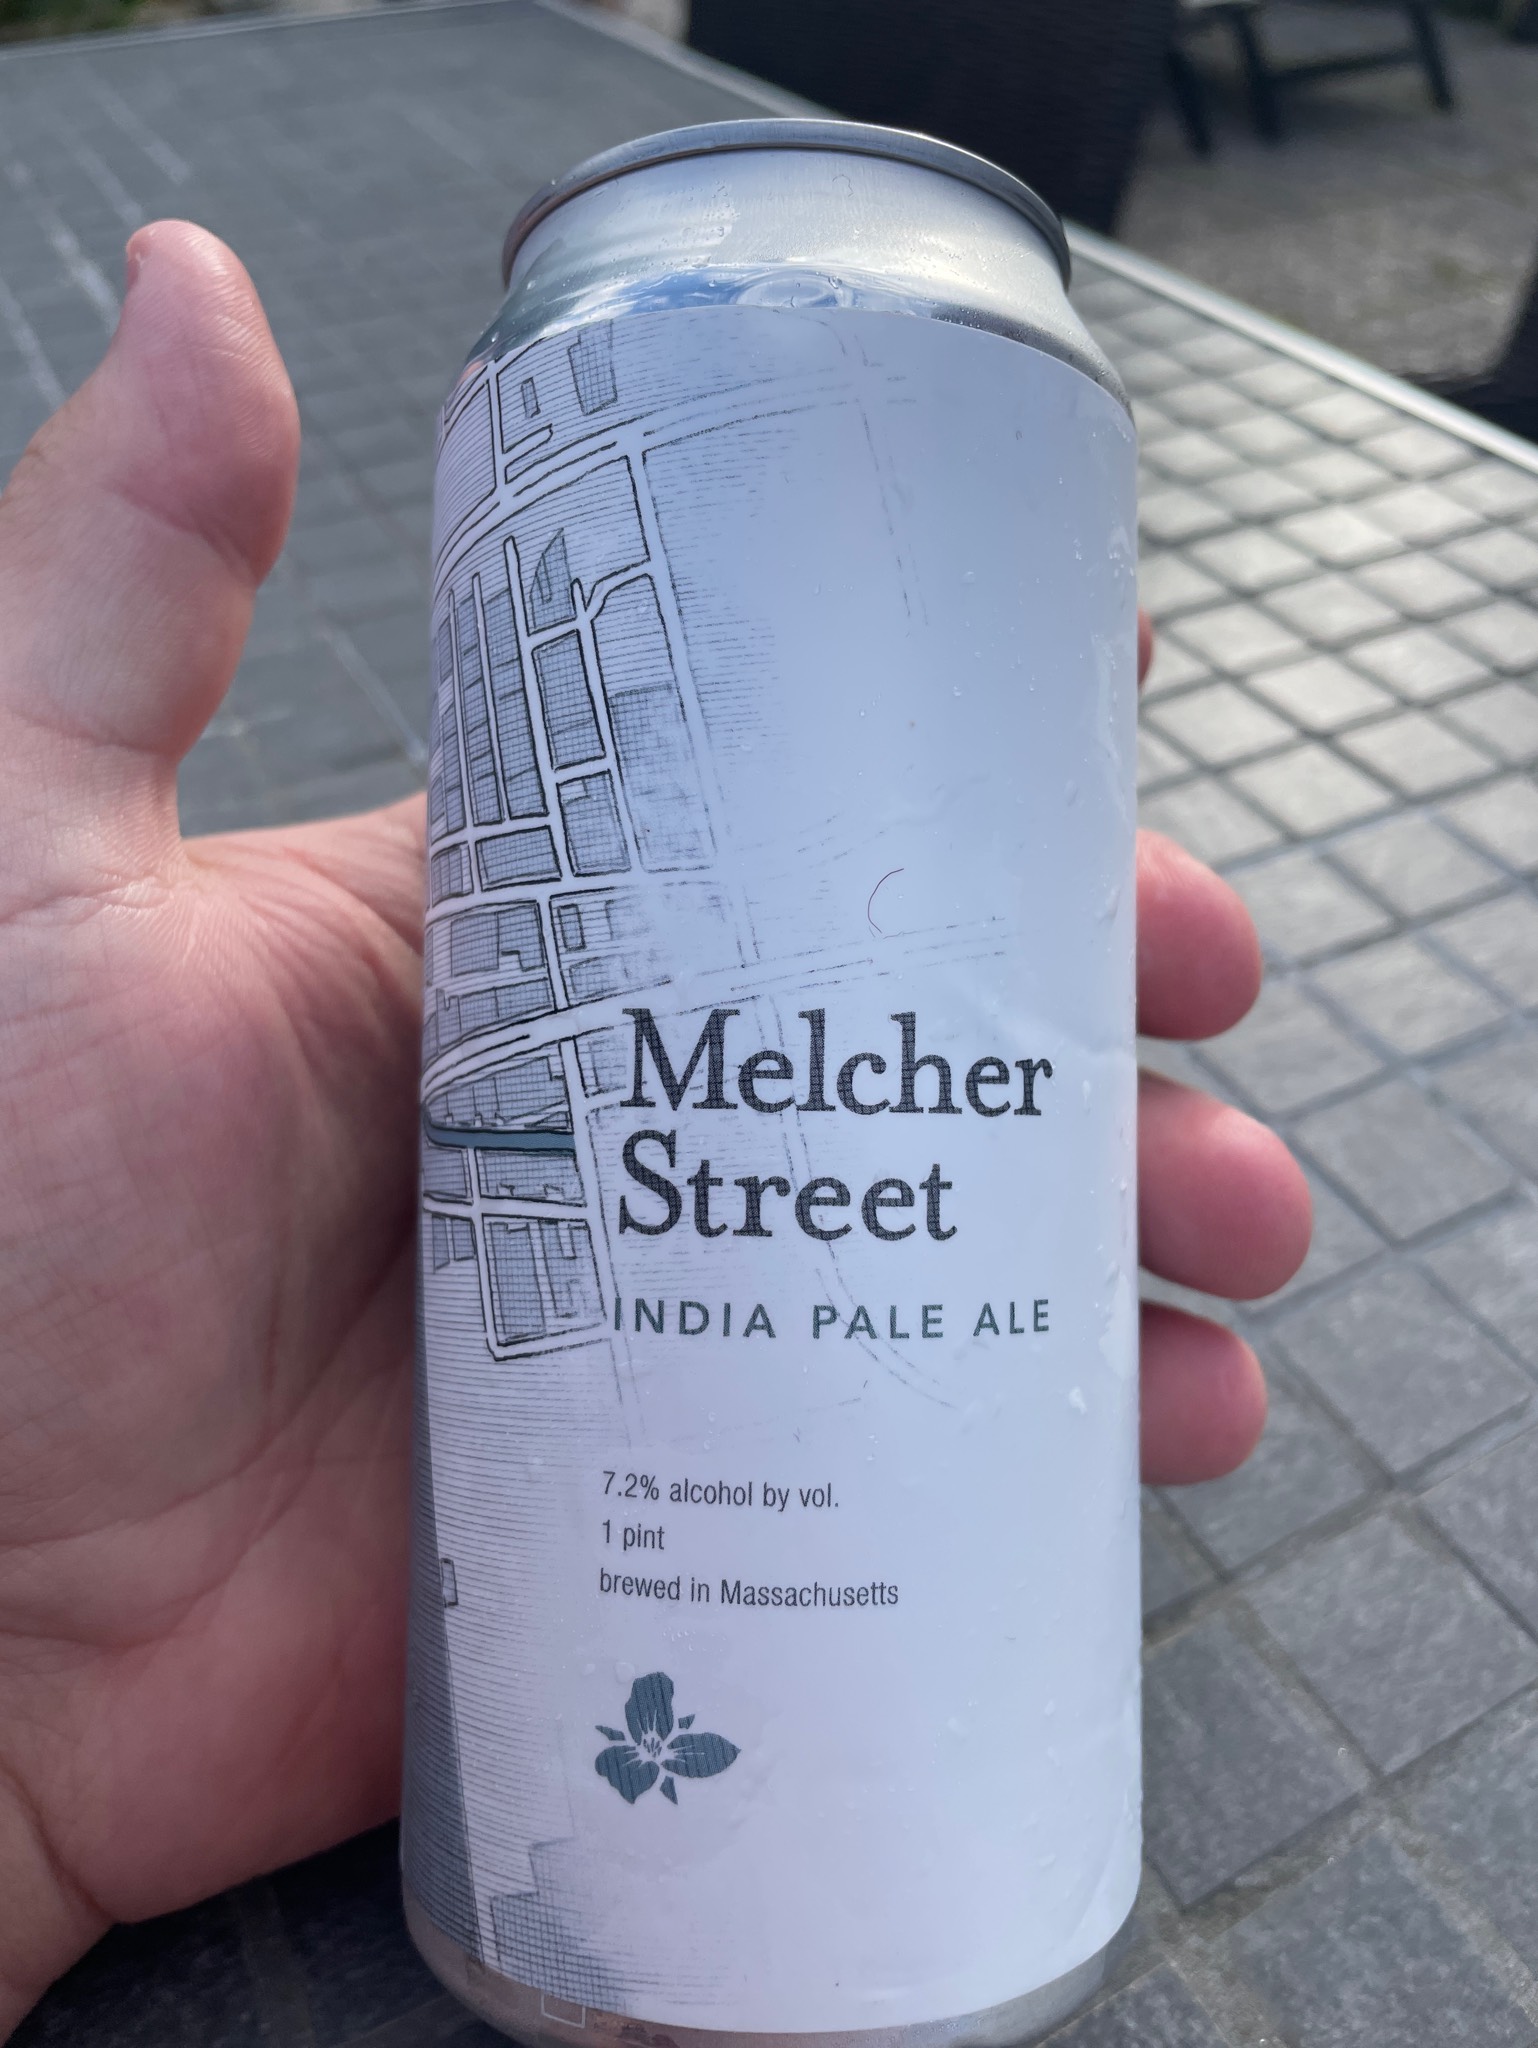 Melcher
Street
INDIA PALE ALE
7.2% alcohol by vol.
1 pint
brewed in Massachusetts